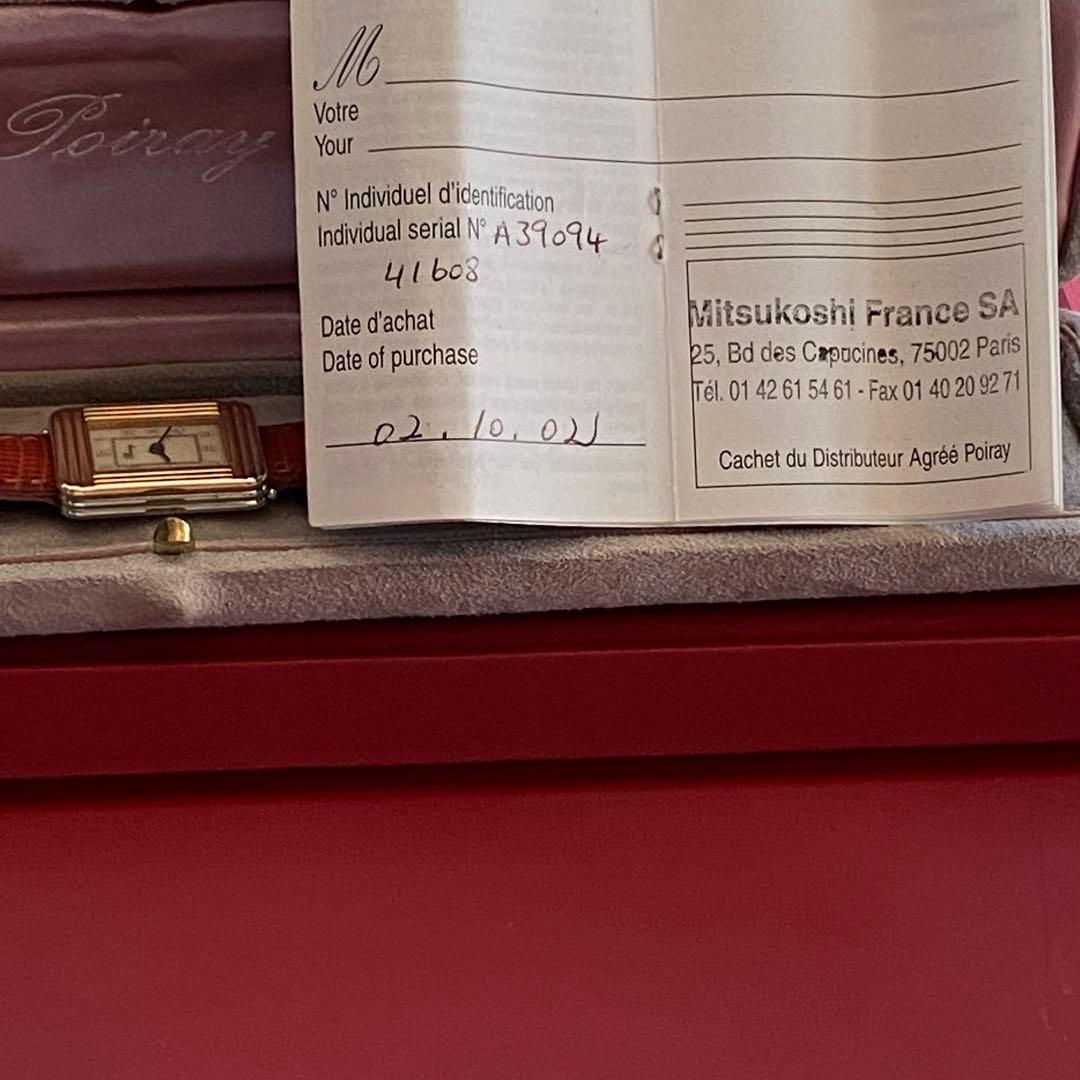 Poiray
M
Votre
Your
N° Individuel d'identification
Individual serial N° A39094
41608
Date d'achat
Date of purchase
02.10.02
Mitsukoshi France SA
25, Bd des Capucines, 75002 Paris
Tél. 01 42 61 54 61 - Fax 01 40 20 92 71
Cachet du Distributeur Agréé Poiray